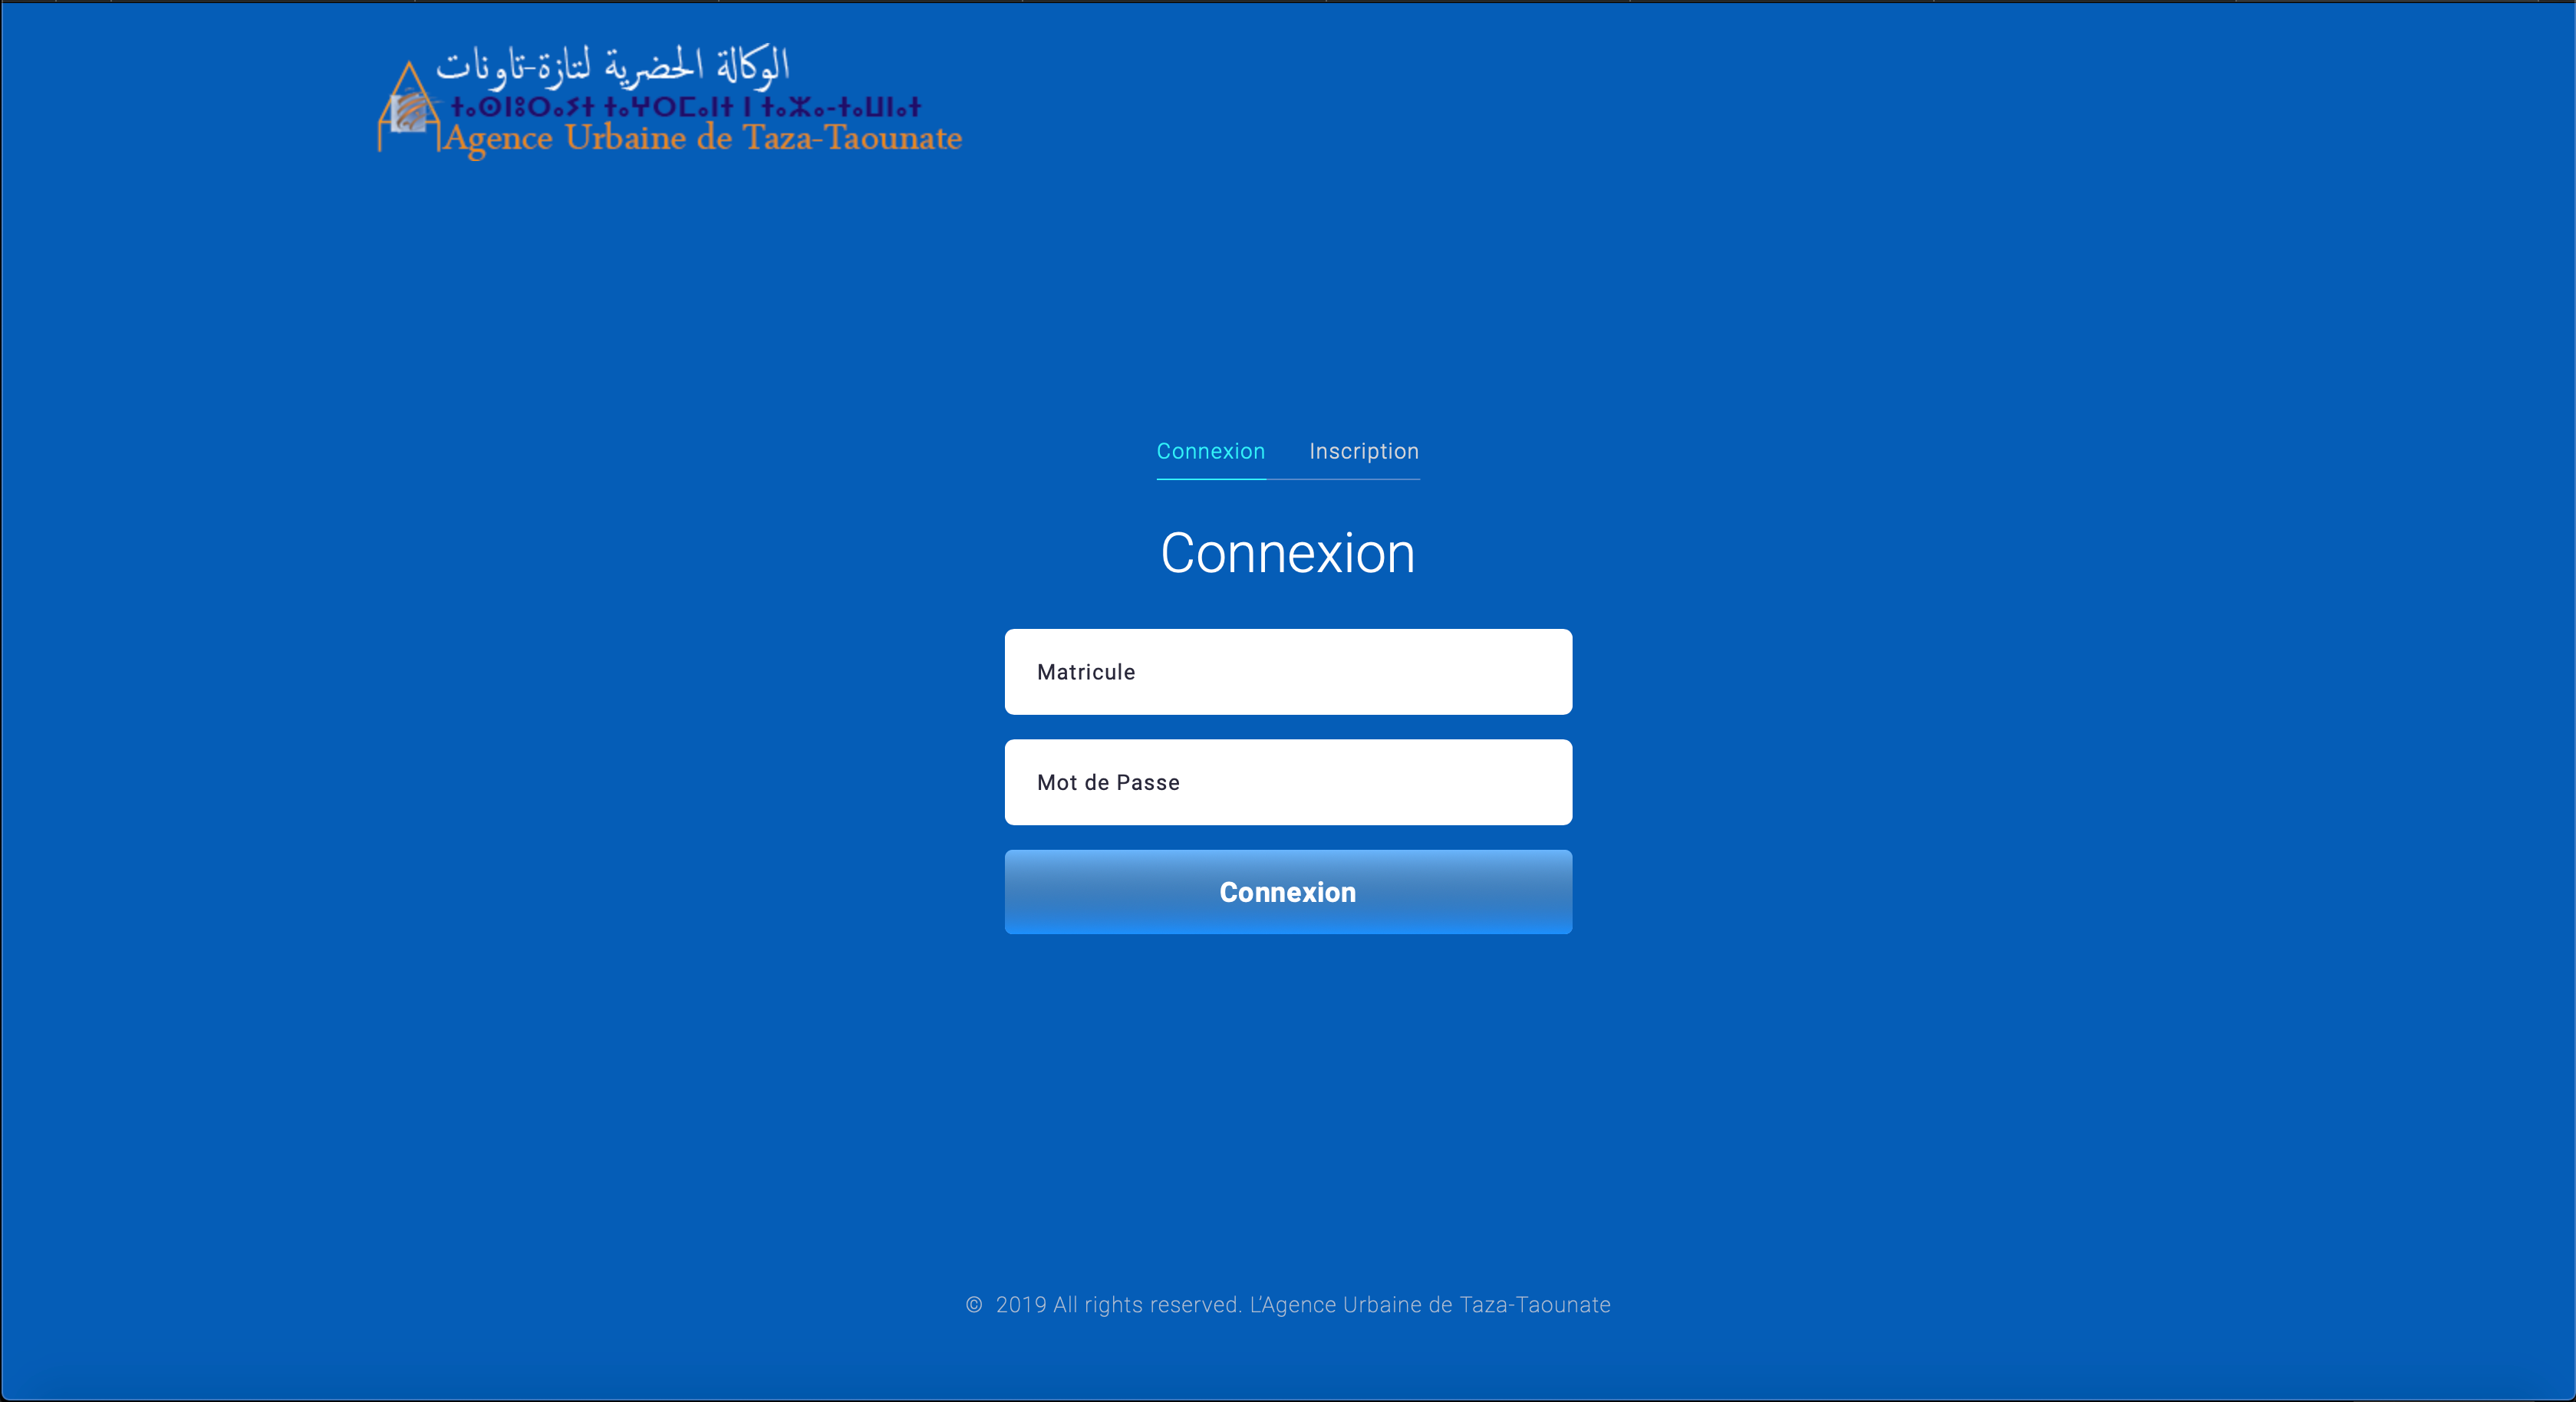 الوكالة الحضرية لتازة-تاونات
ⵜⴰⵙⵏⵓⵔⴰⵢⵜ ⵜⴰⵖⵔⵎⴰⵏⵜ ⵏ ⵜⴰⵣⴰ-ⵜⴰⵡⵏⴰⵜ
Agence Urbaine de Taza-Taounate
Connexion Inscription
Connexion
Matricule
Mot de Passe
Connexion
© 2019 All rights reserved. L'Agence Urbaine de Taza-Taounate